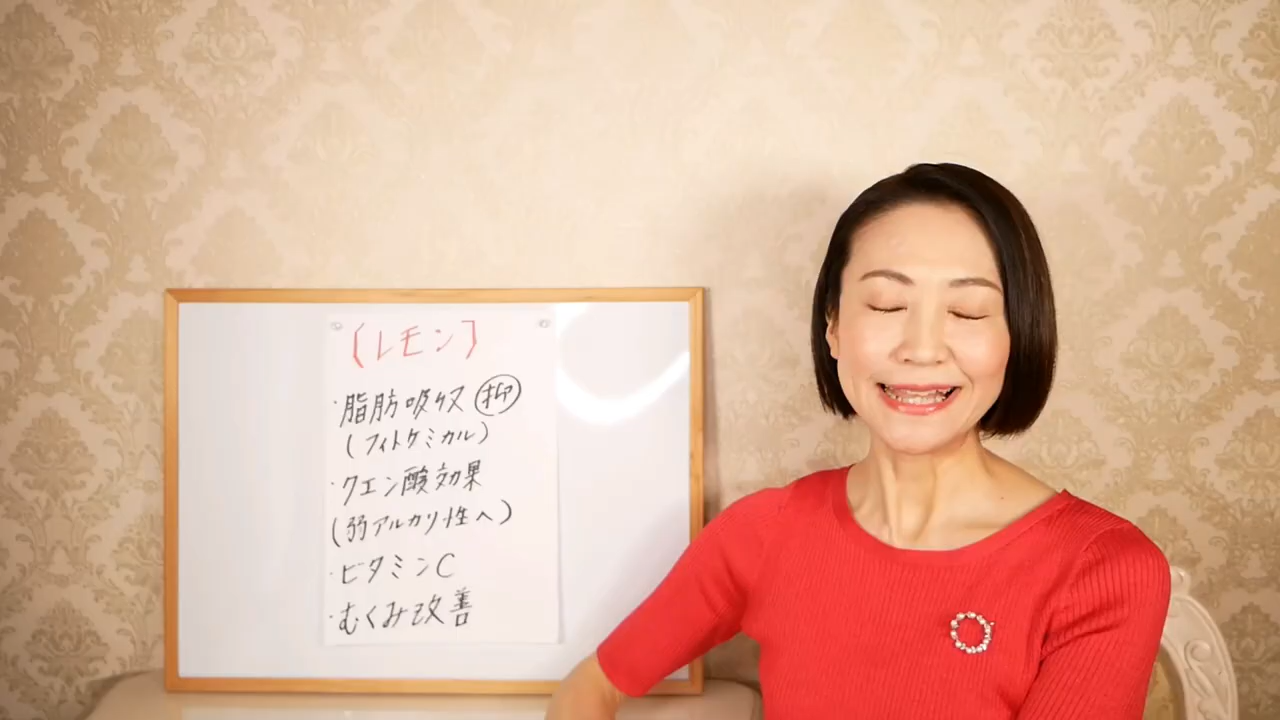 〔レモン〕
・脂肪吸収㊥抑
(フィトケミカル)
・クエン酸効果
(弱アルカリ性へ)
・ビタミンC
・むくみ改善